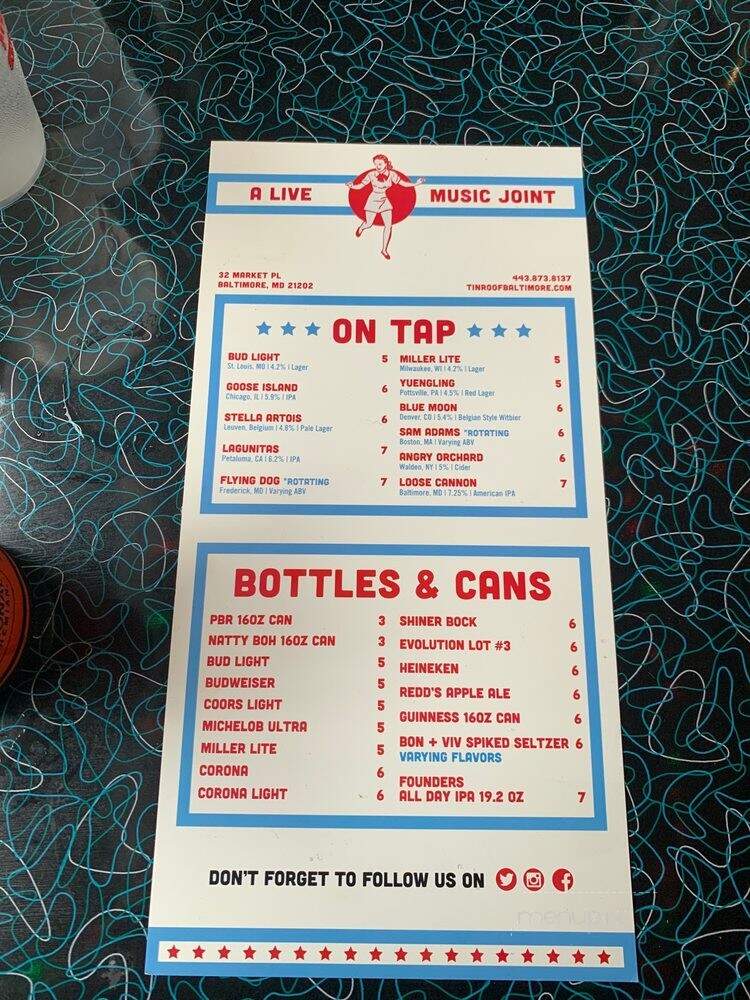 A LIVE MUSIC JOINT
32 MARKET PL
BALTIMORE, MD 21202
443.873.8137
TINROOFBALTIMORE.COM
ON TAP
BUD LIGHT 5
St. Louis, MO | 4.2% | Lager
GOOSE ISLAND 6
Chicago, IL | 5.9% | IPA
STELLA ARTOIS 6
Leuven, Belgium | 4.8% | Pale Lager
LAGUNITAS 7
Petaluma, CA | 6.2% | IPA
FLYING DOG *ROTATING 7
Frederick, MD | Varying ABV
MILLER LITE 5
Milwaukee, WI | 4.2% | Lager
YUENGLING 5
Pottsville, PA | 4.5% | Red Lager
BLUE MOON 6
Denver, CO | 5.4% | Belgian Style Witbier
SAM ADAMS *ROTATING 6
Boston, MA | Varying ABV
ANGRY ORCHARD 6
Walden, NY | 5% | Cider
LOOSE CANNON 7
Baltimore, MD | 7.25% | American IPA
BOTTLES & CANS
PBR 16OZ CAN 3
NATTY BOH 16OZ CAN 3
BUD LIGHT 5
BUDWEISER 5
COORS LIGHT 5
MICHELOB ULTRA 5
MILLER LITE 5
CORONA 6
CORONA LIGHT 6
SHINER BOCK 6
EVOLUTION LOT #3 6
HEINEKEN 6
REDD'S APPLE ALE 6
GUINNESS 16OZ CAN 6
BON + VIV SPIKED SELTZER 6
VARYING FLAVORS
FOUNDERS
ALL DAY IPA 19.2 OZ 7
DON'T FORGET TO FOLLOW US ON